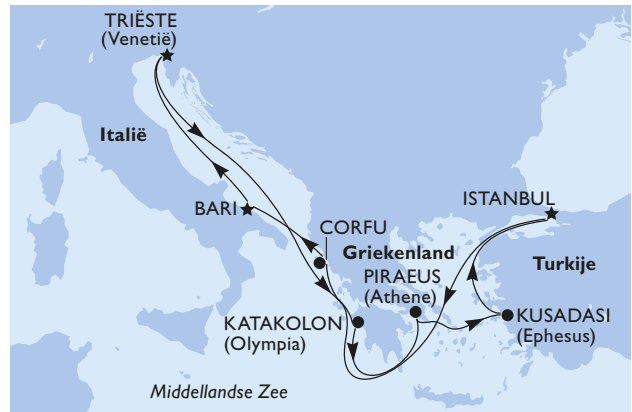 TRIËSTE
(Venetië)
Italië
BARI
CORFU
ISTANBUL
Griekenland
PIRAEUS
(Athene)
Turkije
KATAKOLON
(Olympia)
KUSADASI
(Ephesus)
Middellandse Zee